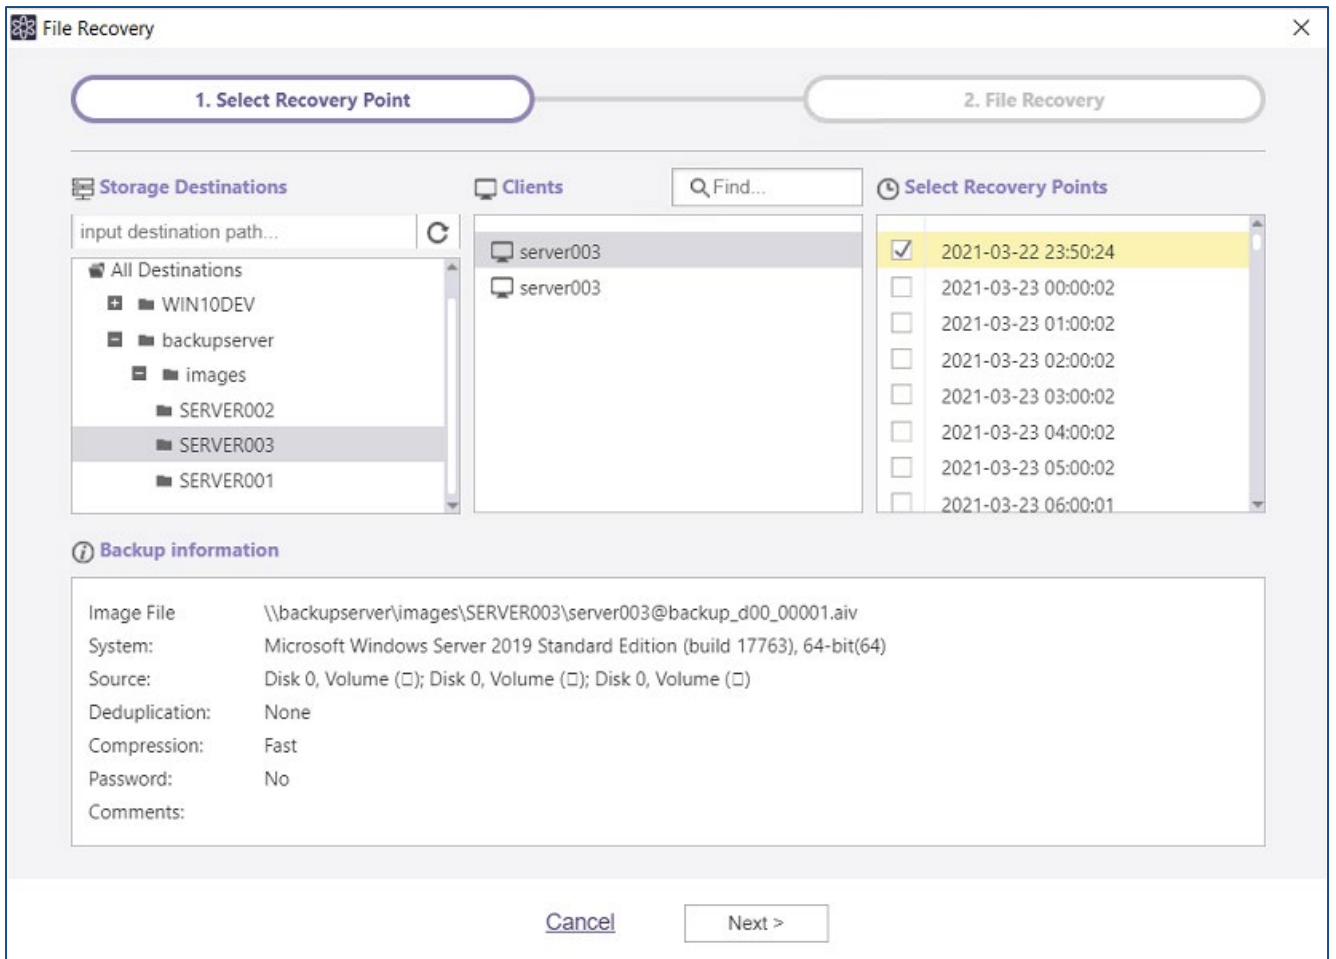 File Recovery
1. Select Recovery Point
2. File Recovery
Storage Destinations
input destination path...
All Destinations
WIN10DEV
backupserver
images
SERVER002
SERVER003
SERVER001
Clients
Find...
server003
server003
Select Recovery Points
2021-03-22 23:50:24
2021-03-23 00:00:02
2021-03-23 01:00:02
2021-03-23 02:00:02
2021-03-23 03:00:02
2021-03-23 04:00:02
2021-03-23 05:00:02
2021-03-23 06:00:01
Backup information
Image File \\backupserver\images\SERVER003\server003@backup_d00_00001.aiv
System: Microsoft Windows Server 2019 Standard Edition (build 17763), 64-bit(64)
Source: Disk 0, Volume (□); Disk 0, Volume (□); Disk 0, Volume (□)
Deduplication: None
Compression: Fast
Password: No
Comments:
Cancel
Next >